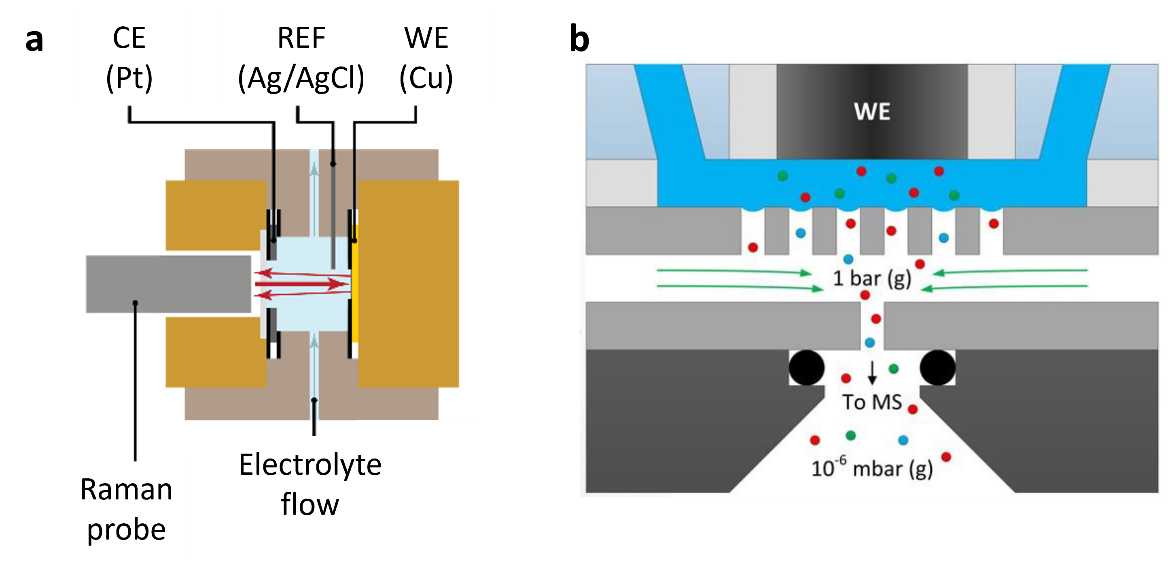 a
CE
(Pt)
REF
(Ag/AgCl)
WE
(Cu)
Raman
probe
Electrolyte
flow
b
WE
1 bar (g)
To MS
10⁻⁶ mbar (g)